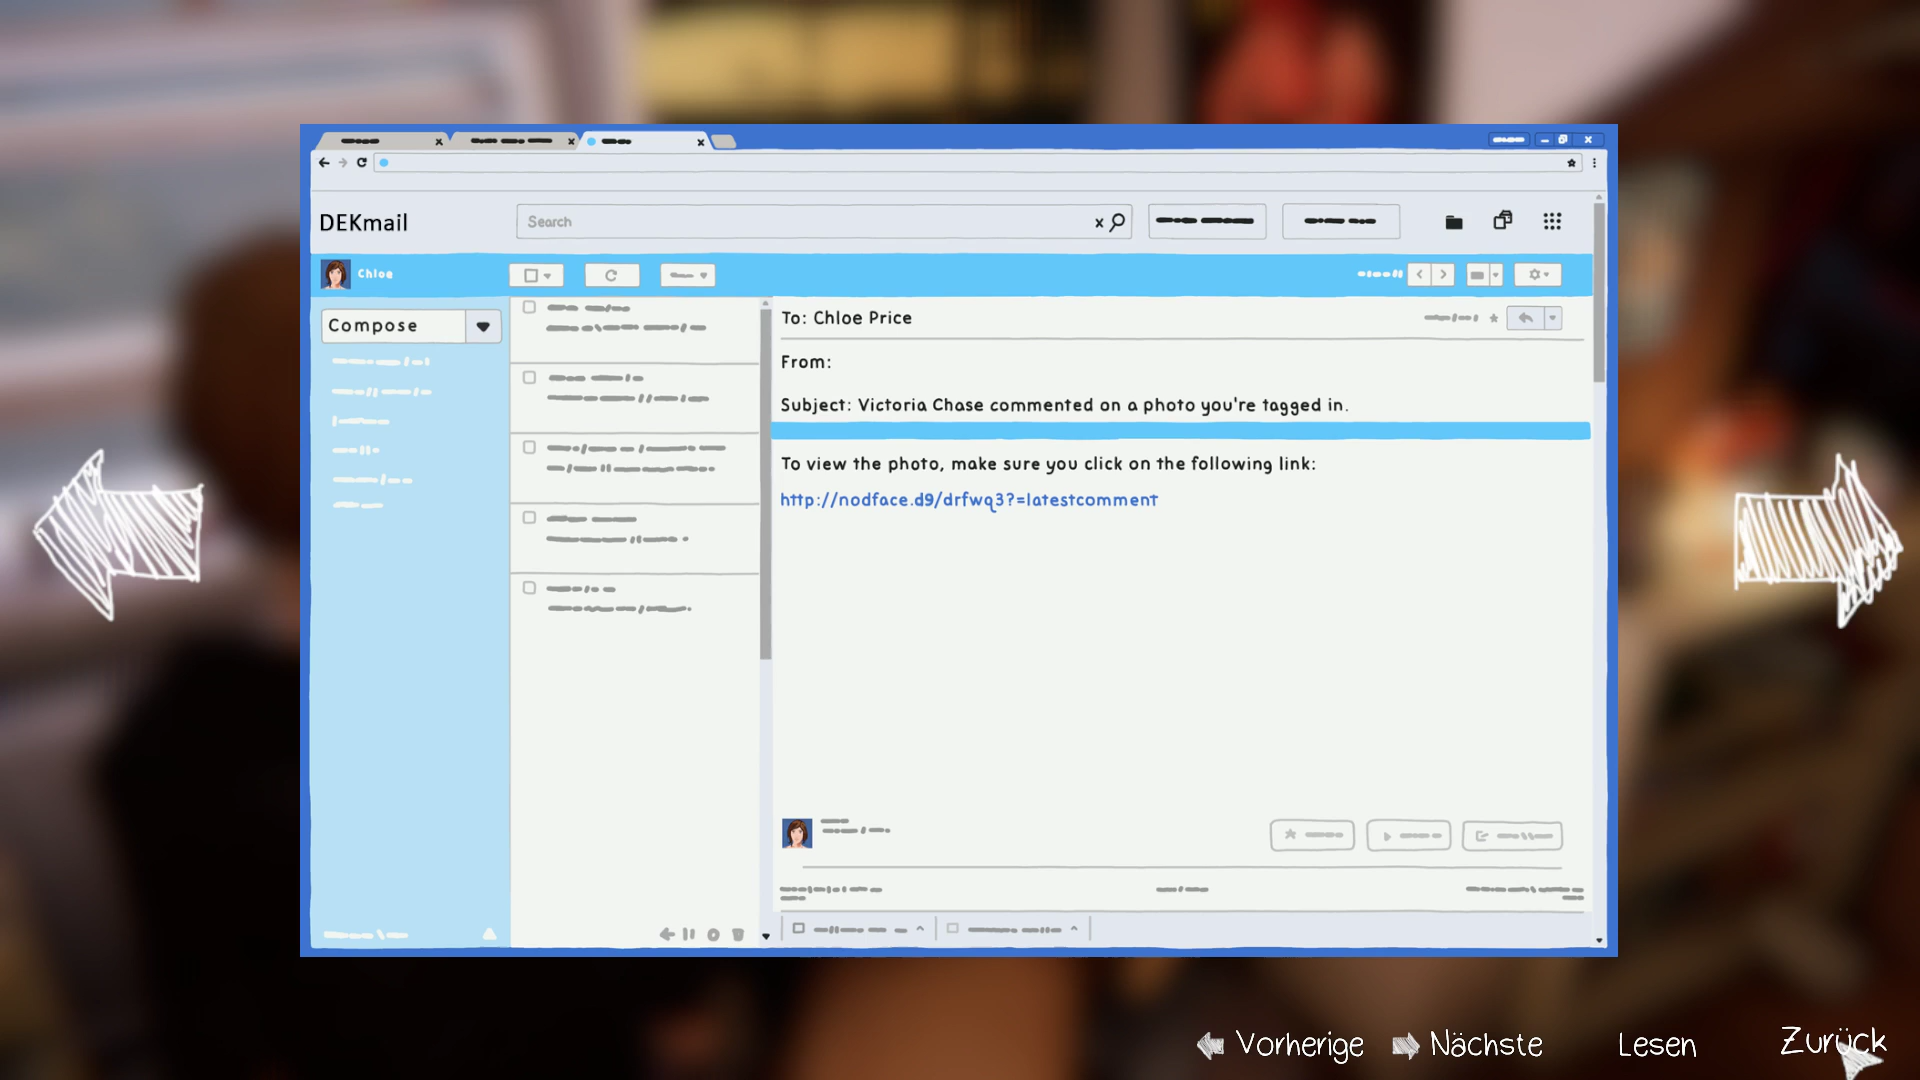 DEKmail
Search
Chloe
Compose
To: Chloe Price
From:
Subject: Victoria Chase commented on a photo you're tagged in.
To view the photo, make sure you click on the following link:
http://nodface.d9/drfwq3?=latestcomment
Vorherige
Nächste
Lesen
Zurück